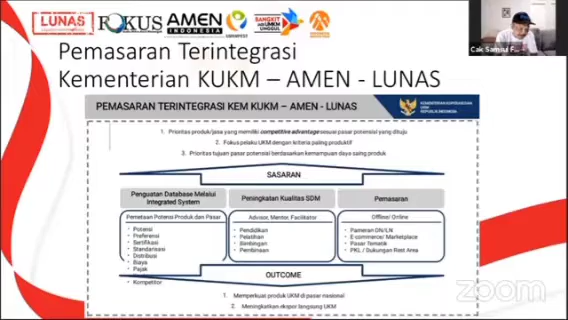 LUNAS
FOKUS
AMEN
INDONESIA
Pemasaran Terintegrasi
Kementerian KUKM – AMEN - LUNAS
PEMASARAN TERINTEGRASI KEM KUKM – AMEN - LUNAS
KEMENTERIAN KOPERASI DAN
UKM
REPUBLIK INDONESIA
1. Prioritas produk/jasa yang memiliki competitive advantage sesuai pasar potensial yang dituju
2. Fokus pelaku UKM dengan kriteria paling produktif
3. Prioritas tujuan pasar potensial berdasarkan kemampuan daya saing produk
SASARAN
Penguatan Database Melalui
Integrated System
Peningkatan Kualitas SDM
Pemasaran
Pemetaan Potensi Produk dan Pasar
• Potensi
• Preferensi
• Sertifikasi
• Standarisasi
• Distribusi
• Biaya
• Pajak
• Kompetitor
Advisor, Mentor, Facilitator
• Pendidikan
• Pelatihan
• Bimbingan
• Pembinaan
Offline/ Online
• Pameran DN/LN
• E-commerce/ Marketplace
• Pasar Tematik
• PKL / Dukungan Rest Area
OUTCOME
1. Memperkuat produk UKM di pasar nasional
2. Meningkatkan ekspor langsung UKM
zoom